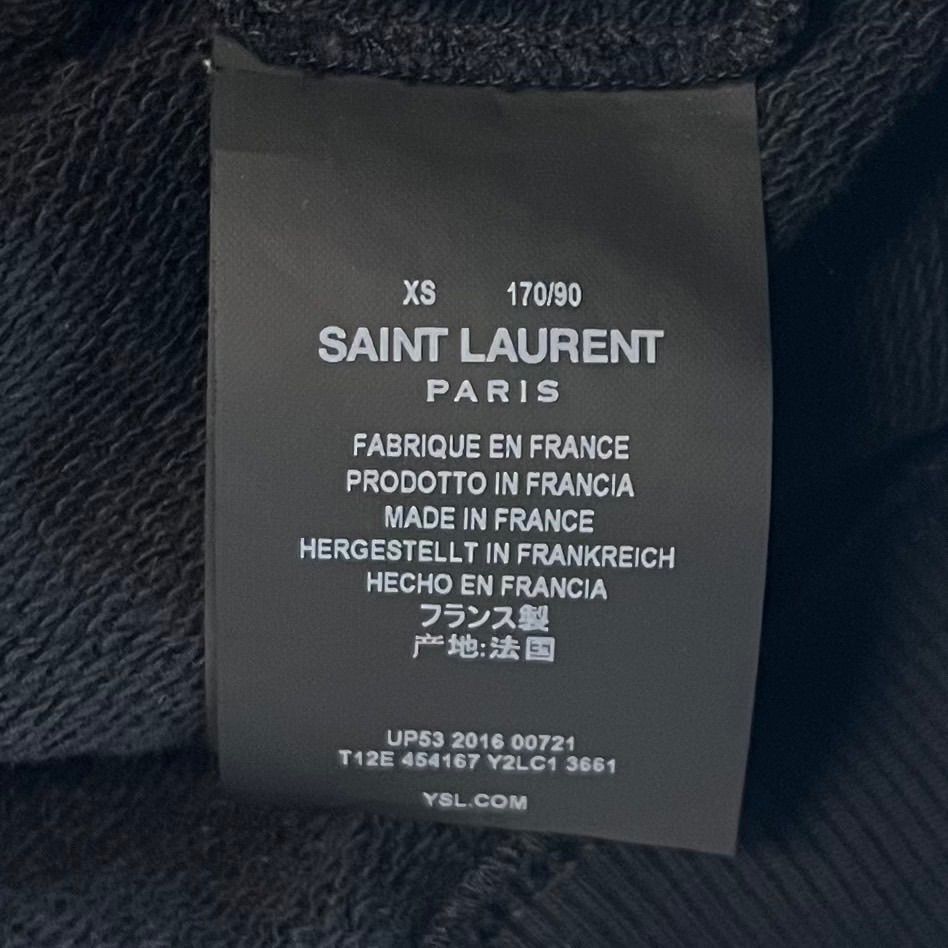 XS 170/90
SAINT LAURENT
PARIS
FABRIQUE EN FRANCE
PRODOTTO IN FRANCIA
MADE IN FRANCE
HERGESTELLT IN FRANKREICH
HECHO EN FRANCIA
フランス製
产地:法国
UP53 2016 00721
T12E 454167 Y2LC1 3661
YSL.COM